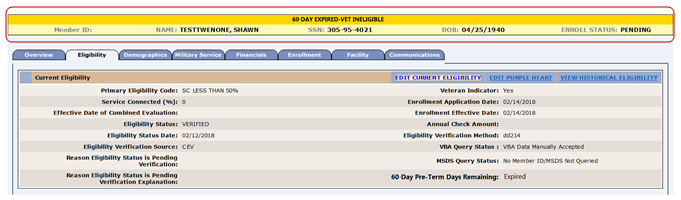 60 DAY EXPIRED-VET INELIGIBLE
Member ID: NAME: TESTTWENONE, SHAWN SSN: 305-95-4021 DOB: 04/25/1940 ENROLL STATUS: PENDING
Overview Eligibility Demographics Military Service Financials Enrollment Facility Communications
Current Eligibility EDIT CURRENT ELIGIBILITY EDIT PURPLE HEART VIEW HISTORICAL ELIGIBILITY
Primary Eligibility Code: SC LESS THAN 50% Veteran Indicator: Yes
Service Connected (%): 0 Enrollment Application Date: 02/14/2018
Effective Date of Combined Evaluation: Enrollment Effective Date: 02/14/2018
Eligibility Status: VERIFIED Annual Check Amount:
Eligibility Status Date: 02/12/2018 Eligibility Verification Method: dd214
Eligibility Verification Source: CEV VBA Query Status : VBA Data Manually Accepted
Reason Eligibility Status is Pending
Verification: MSDS Query Status: No Member ID/MSDS Not Queried
Reason Eligibility Status is Pending
Verification Explanation: 60 Day Pre-Term Days Remaining: Expired